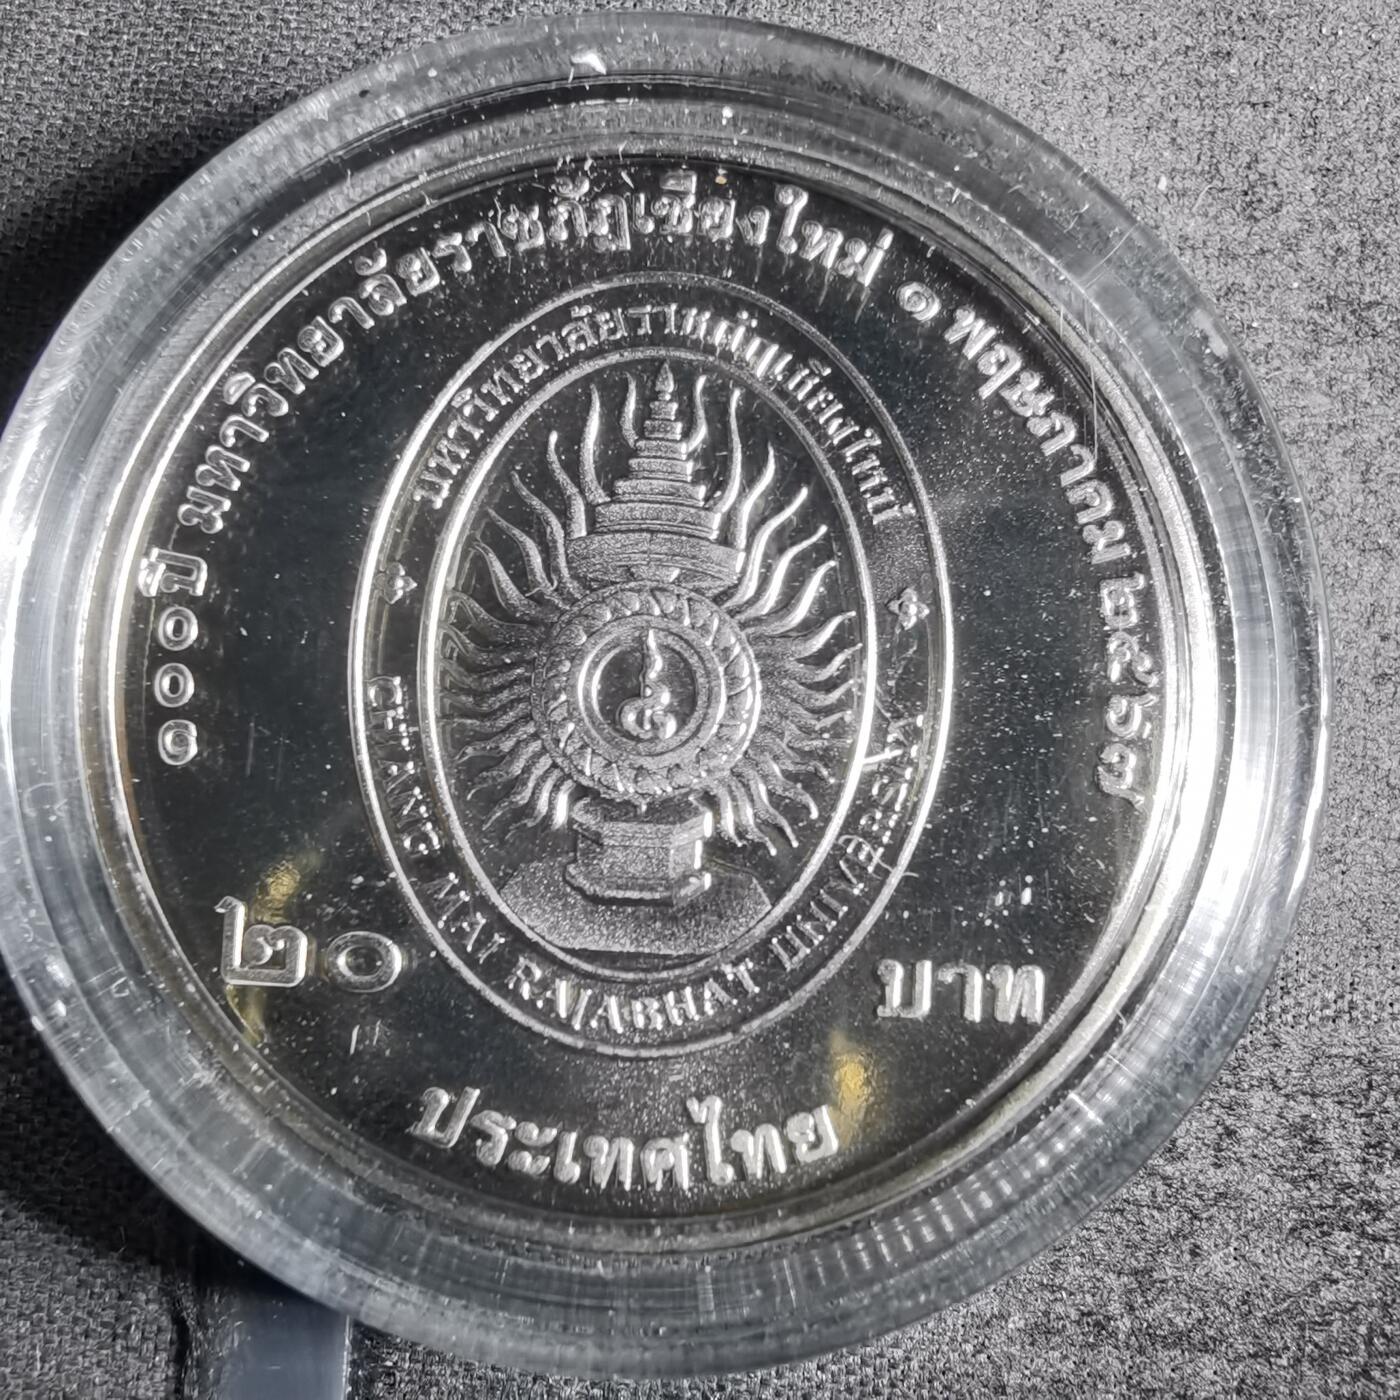 ๑๐๐ ปี มหาวิทยาลัยราชภัฏเชียงใหม่ ๑ พฤษภาคม ๒๕๖๗
มหาวิทยาลัยราชภัฏเชียงใหม่
CHIANG MAI RAJABHAT UNIVERSITY
๒๐ บาท
ประเทศไทย